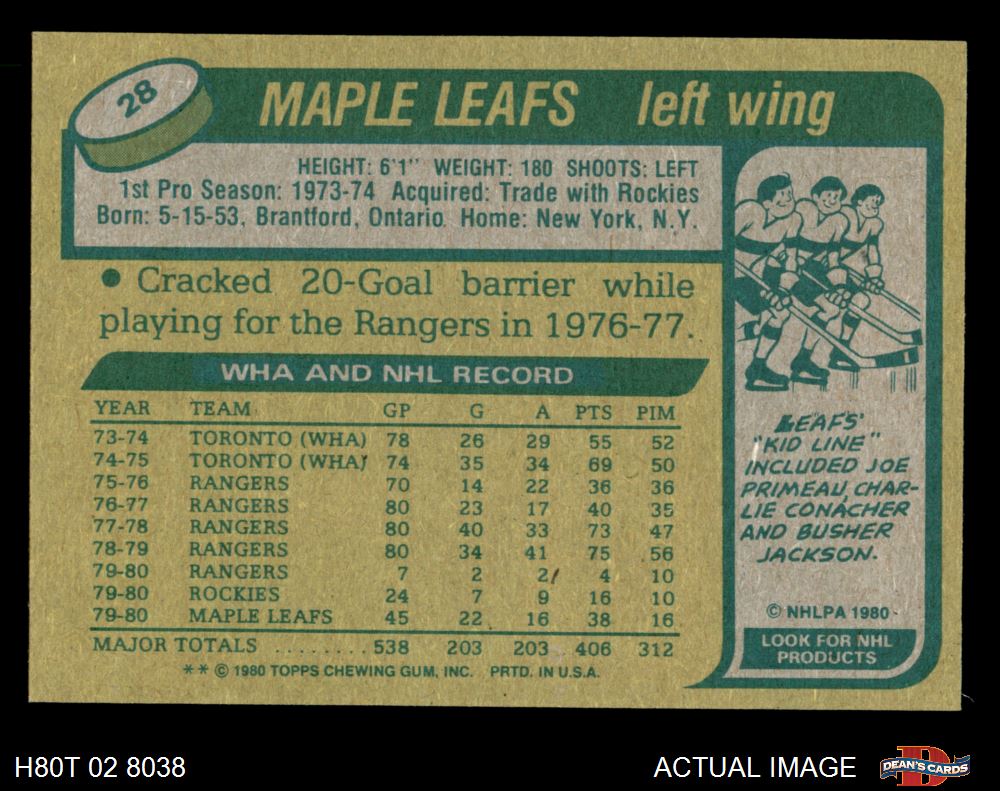 28
MAPLE LEAFS left wing
HEIGHT: 6'1" WEIGHT: 180 SHOOTS: LEFT
1st Pro Season: 1973-74 Acquired: Trade with Rockies
Born: 5-15-53, Brantford, Ontario. Home: New York, N.Y.
● Cracked 20-Goal barrier while
playing for the Rangers in 1976-77.
WHA AND NHL RECORD
YEAR TEAM GP G A PTS PIM
73-74 TORONTO (WHA) 78 26 29 55 52
74-75 TORONTO (WHA) 74 35 34 69 50
75-76 RANGERS 70 14 22 36 36
76-77 RANGERS 80 23 17 40 35
77-78 RANGERS 80 40 33 73 47
78-79 RANGERS 80 34 41 75 56
79-80 RANGERS 7 2 2 4 10
79-80 ROCKIES 24 7 9 16 10
79-80 MAPLE LEAFS 45 22 16 38 16
MAJOR TOTALS ........ 538 203 203 406 312
** © 1980 TOPPS CHEWING GUM, INC. PRTD. IN U.S.A.
LEAFS'
"KID LINE"
INCLUDED JOE
PRIMEAU, CHAR-
LIE CONACHER
AND BUSHER
JACKSON.
© NHLPA 1980
LOOK FOR NHL
PRODUCTS
H80T 02 8038
ACTUAL IMAGE
D
DEAN'S CARDS